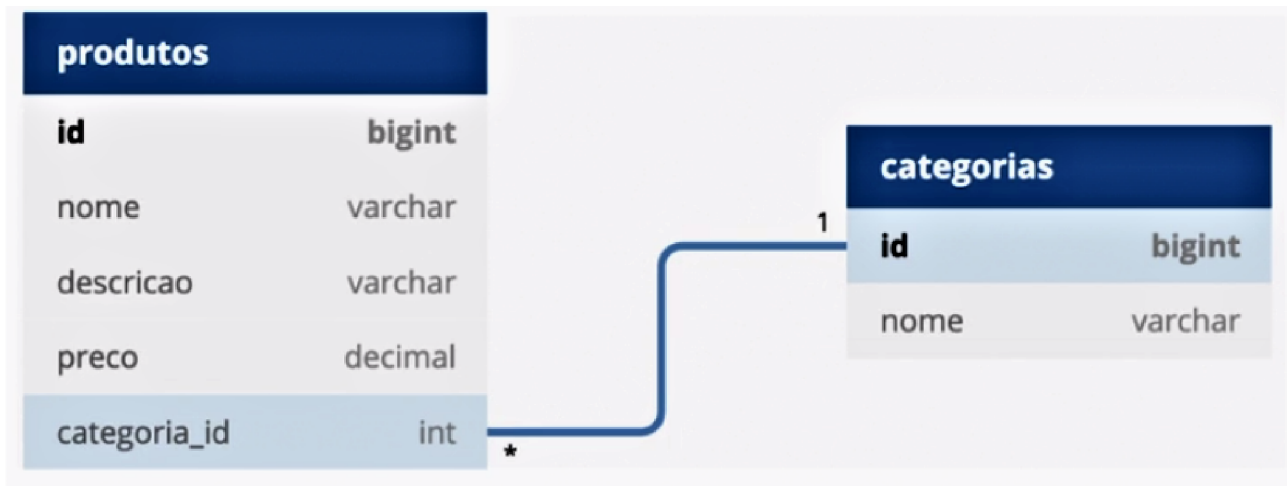 produtos
id bigint
nome varchar
descricao varchar
preco decimal
categoria_id int
*
1
categorias
id bigint
nome varchar